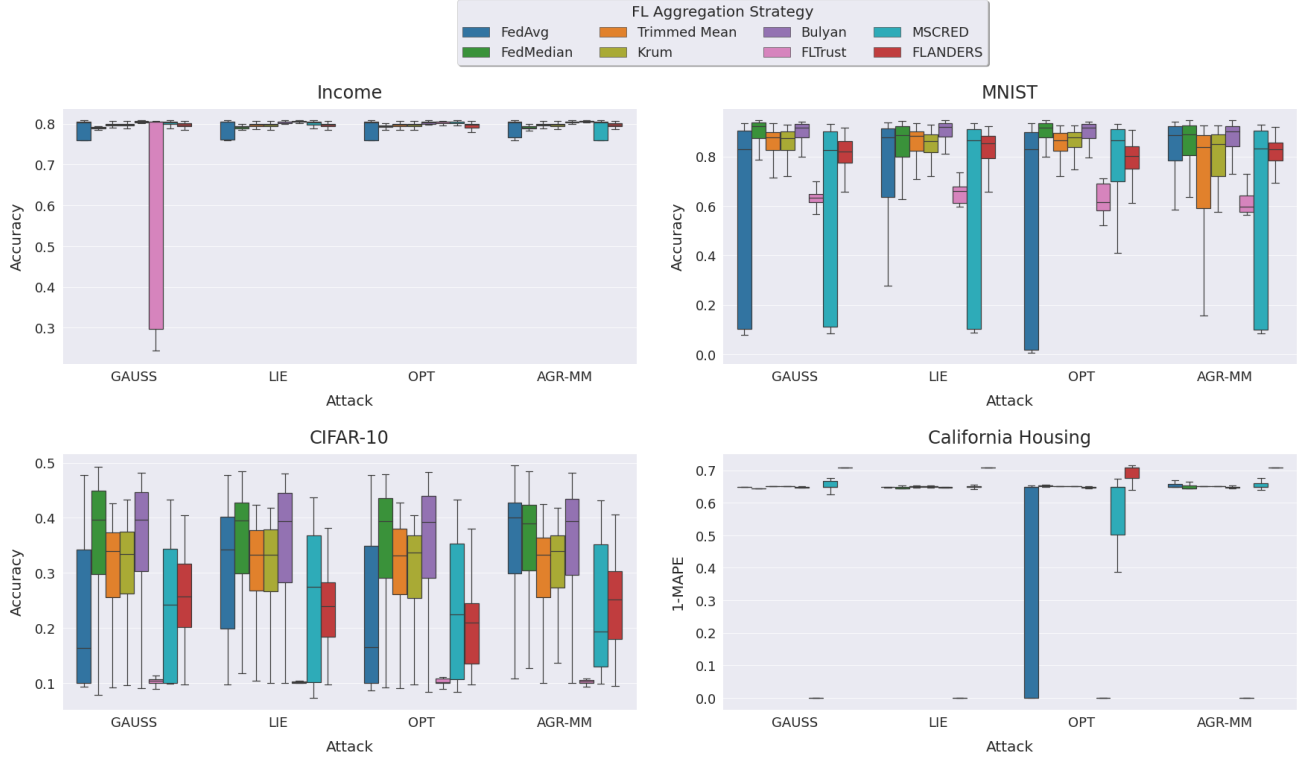 FL Aggregation Strategy
FedAvg Trimmed Mean Bulyan MSCRED
FedMedian Krum FLTrust FLANDERS
Income
Accuracy
0.8
0.7
0.6
0.5
0.4
0.3
GAUSS LIE OPT AGR-MM
Attack
MNIST
Accuracy
0.8
0.6
0.4
0.2
0.0
GAUSS LIE OPT AGR-MM
Attack
CIFAR-10
Accuracy
0.5
0.4
0.3
0.2
0.1
GAUSS LIE OPT AGR-MM
Attack
California Housing
1-MAPE
0.7
0.6
0.5
0.4
0.3
0.2
0.1
0.0
GAUSS LIE OPT AGR-MM
Attack